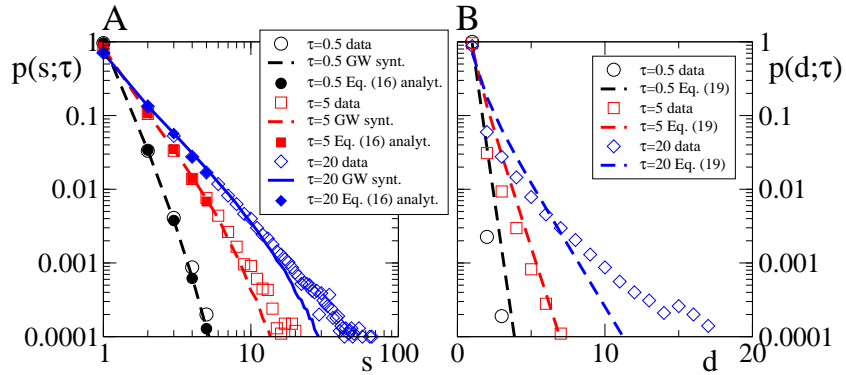 A
B
p(s;τ)
p(d;τ)
τ=0.5 data
τ=0.5 GW synt.
τ=0.5 Eq. (16) analyt.
τ=5 data
τ=5 GW synt.
τ=5 Eq. (16) analyt.
τ=20 data
τ=20 GW synt.
τ=20 Eq. (16) analyt.
τ=0.5 data
τ=0.5 Eq. (19)
τ=5 data
τ=5 Eq. (19)
τ=20 data
τ=20 Eq. (19)
1
0.1
0.01
0.001
0.0001
1
0.1
0.01
0.001
0.0001
1
10
100
s
0
10
20
d